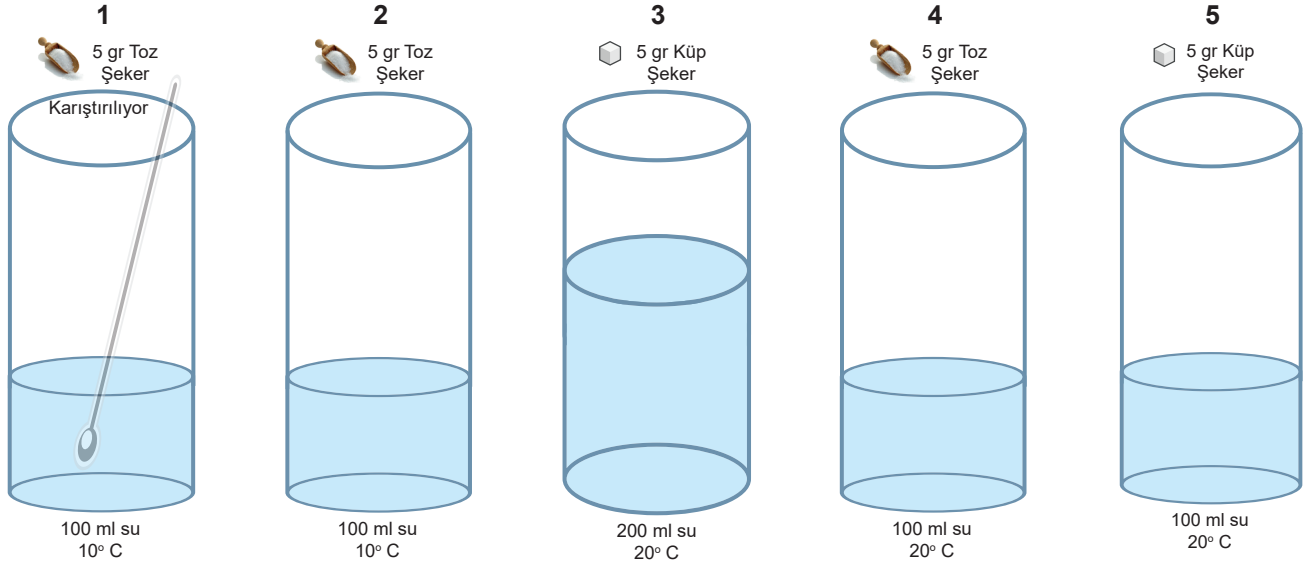 1
5 gr Toz
Şeker
Karıştırılıyor
100 ml su
10° C
2
5 gr Toz
Şeker
100 ml su
10° C
3
5 gr Küp
Şeker
200 ml su
20° C
4
5 gr Toz
Şeker
100 ml su
20° C
5
5 gr Küp
Şeker
100 ml su
20° C